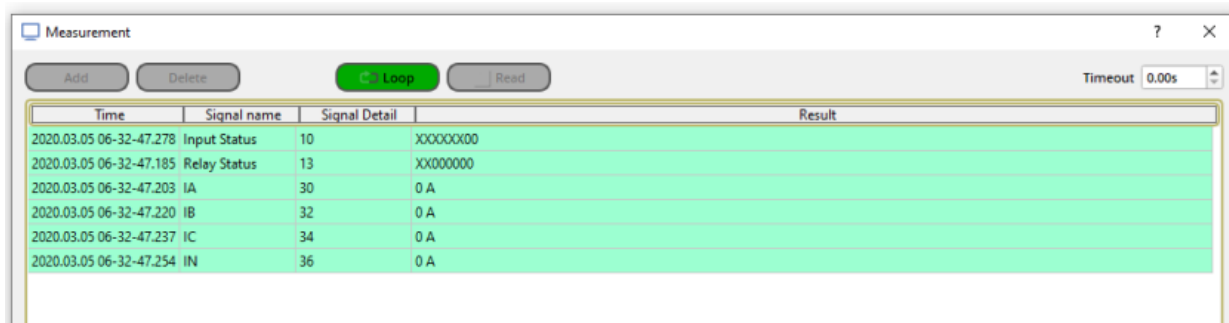 Measurement ? X
Add Delete Loop Read Timeout 0.00s
Time Signal name Signal Detail Result
2020.03.05 06-32-47.278 Input Status 10 XXXXXX00
2020.03.05 06-32-47.185 Relay Status 13 XX000000
2020.03.05 06-32-47.203 IA 30 0 A
2020.03.05 06-32-47.220 IB 32 0 A
2020.03.05 06-32-47.237 IC 34 0 A
2020.03.05 06-32-47.254 IN 36 0 A